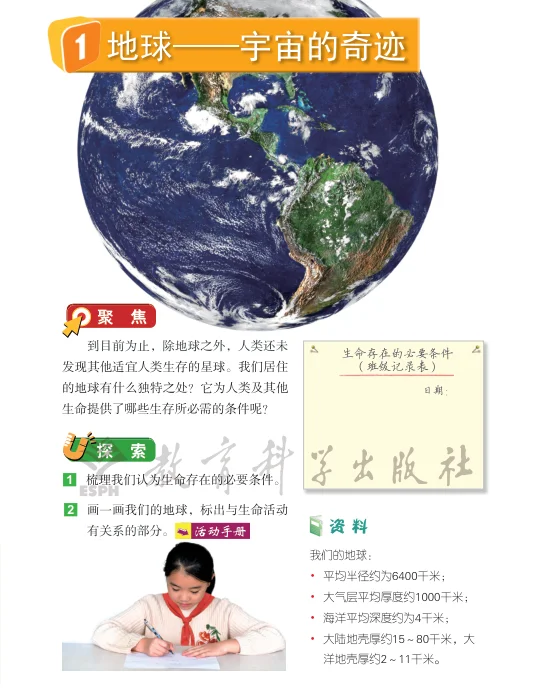 1 地球——宇宙的奇迹
聚 焦
到目前为止，除地球之外，人类还未
发现其他适宜人类生存的星球。我们居住
的地球有什么独特之处？它为人类及其他
生命提供了哪些生存所必需的条件呢？
生命存在的必要条件
（班级记录表）
日期：
探 索
1 梳理我们认为生命存在的必要条件。
2 画一画我们的地球，标出与生命活动
有关系的部分。 活动手册
ESPH 教育科学出版社
资 料
我们的地球：
• 平均半径约为6400千米；
• 大气层平均厚度约1000千米；
• 海洋平均深度约为4千米；
• 大陆地壳厚约15～80千米，大
洋地壳厚约2～11千米。